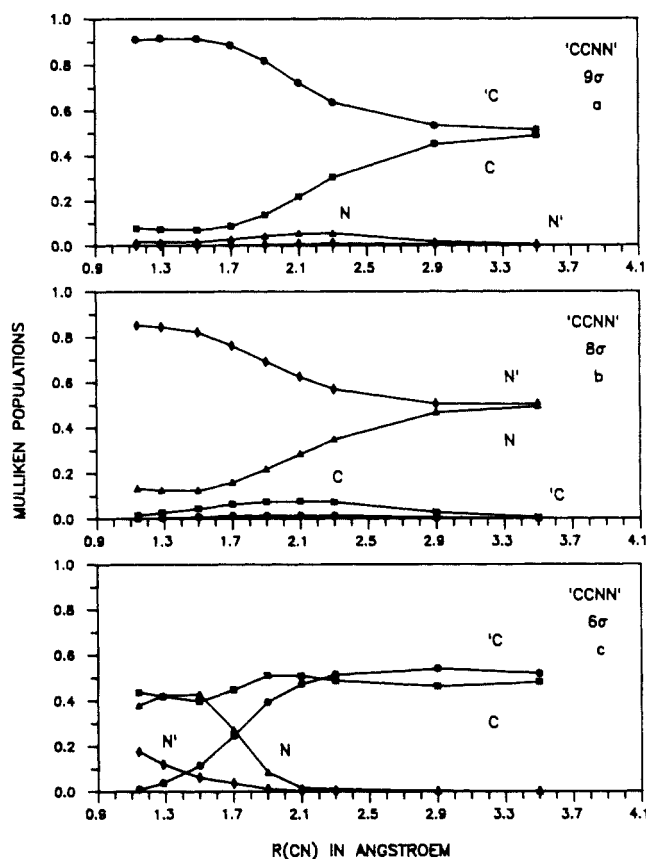 MULLIKEN POPULATIONS
1.0
0.8
0.6
0.4
0.2
0.0
'CCNN'
9σ
a
'C
C
N
N'
0.9 1.3 1.7 2.1 2.5 2.9 3.3 3.7 4.1
1.0
0.8
0.6
0.4
0.2
0.0
'CCNN'
8σ
b
N'
N
C
'C
0.9 1.3 1.7 2.1 2.5 2.9 3.3 3.7 4.1
1.0
0.8
0.6
0.4
0.2
0.0
'CCNN'
6σ
c
'C
C
N'
N
0.9 1.3 1.7 2.1 2.5 2.9 3.3 3.7 4.1
R(CN) IN ANGSTROEM